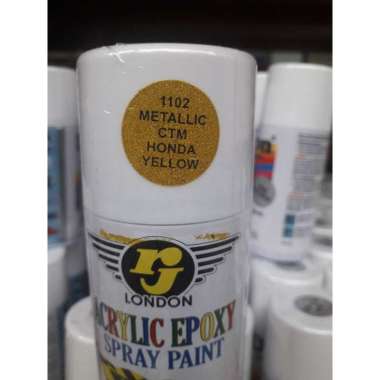 1102
METALLIC
CTM
HONDA
YELLOW
rj
LONDON
ACRYLIC EPOXY
SPRAY PAINT